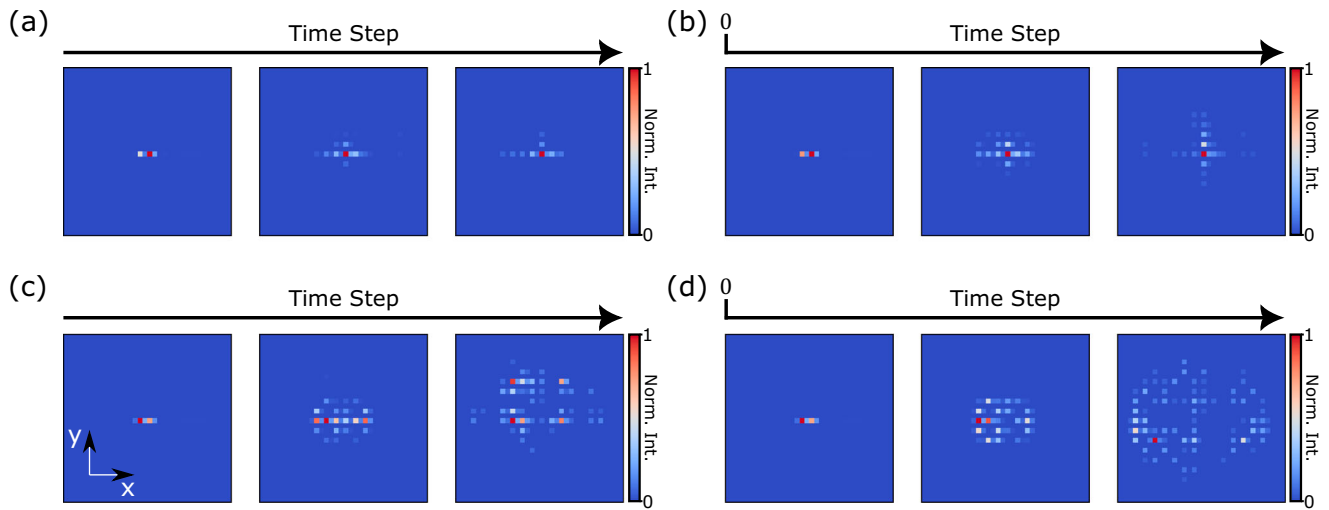 (a)
Time Step
1
Norm. Int.
0
(b)
0
Time Step
1
Norm. Int.
0
(c)
Time Step
1
Norm. Int.
0
y
x
(d)
0
Time Step
1
Norm. Int.
0